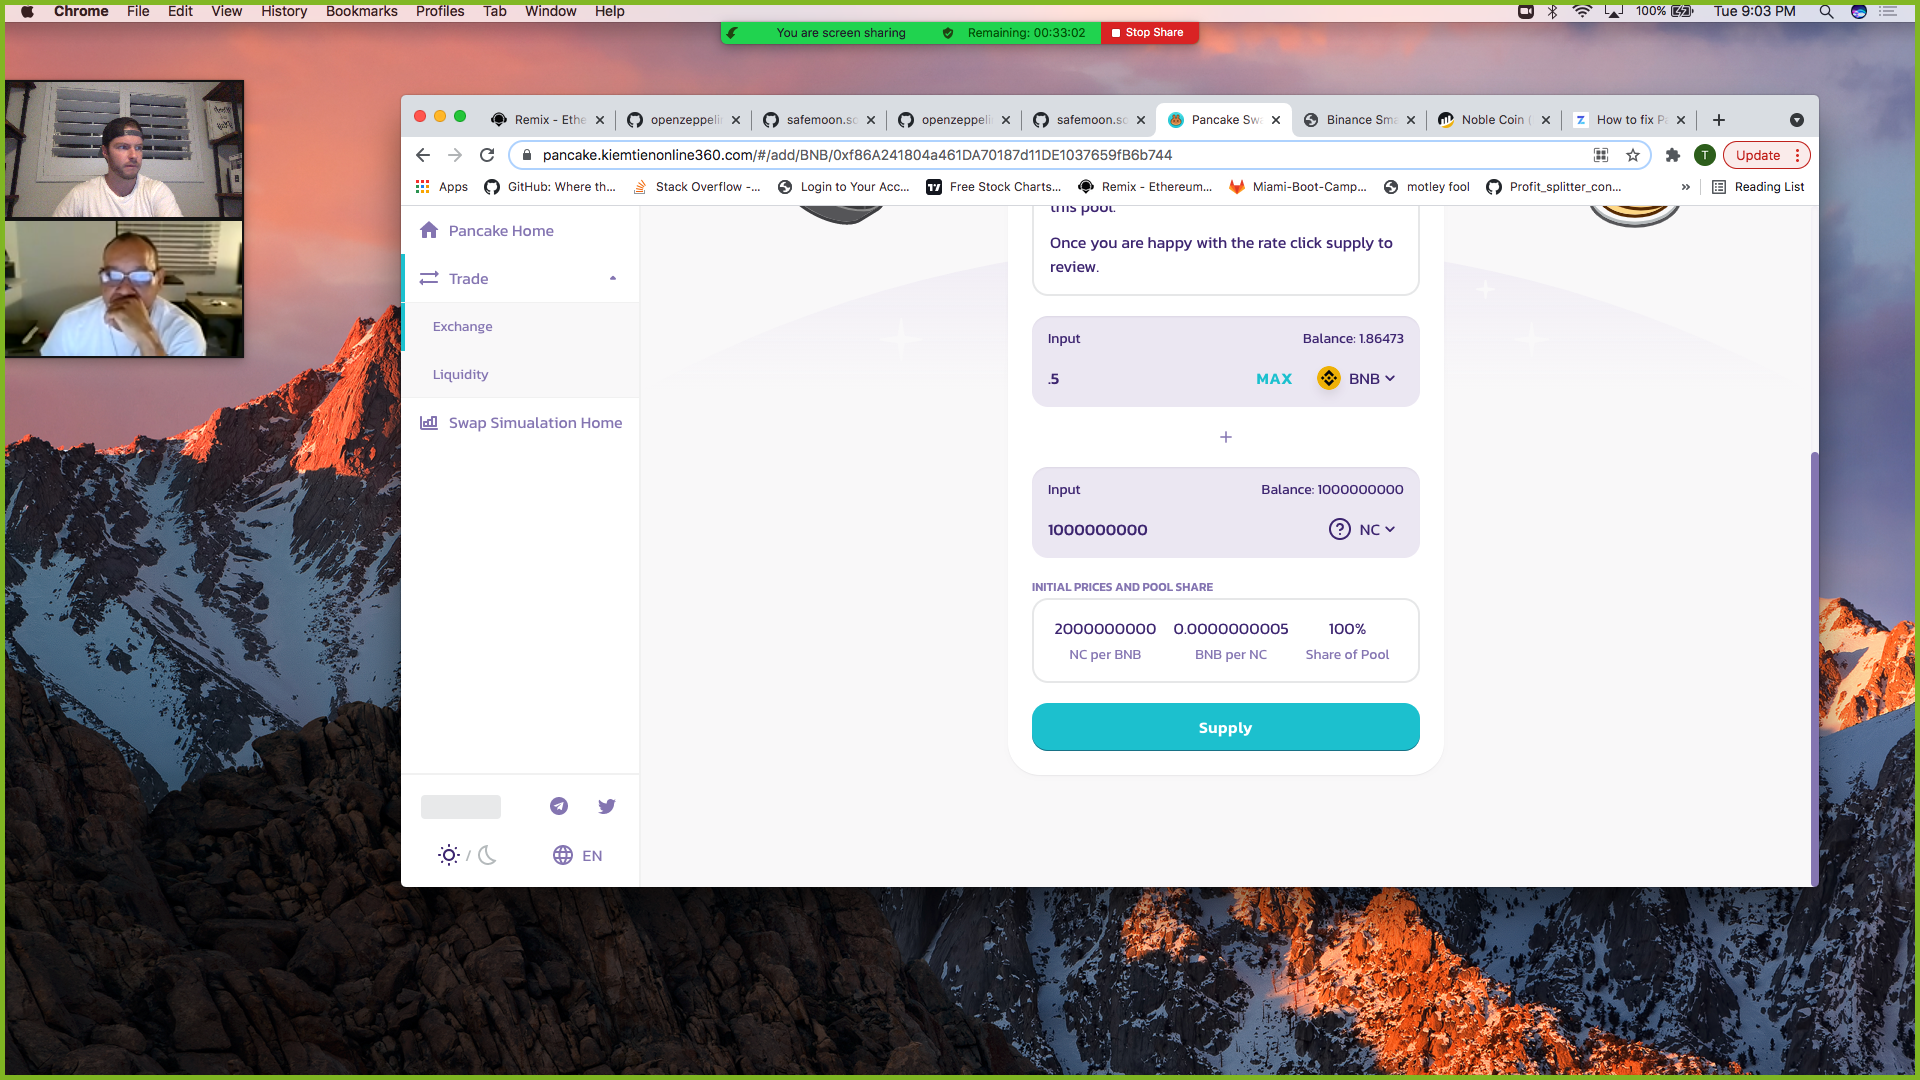 Chrome File Edit View History Bookmarks Profiles Tab Window Help 100% Tue 9:03 PM
You are screen sharing Remaining: 00:33:02 Stop Share
Remix - Ethe openzeppelin safemoon.so openzeppelin safemoon.so Pancake Swa Binance Sma Noble Coin ( How to fix P
pancake.kiemtienonline360.com/#/add/BNB/0xf86A241804a461DA70187d11DE1037659fB6b744 T Update
Apps GitHub: Where th... Stack Overflow -... Login to Your Acc... Free Stock Charts... Remix - Ethereum... Miami-Boot-Camp... motley fool Profit_splitter_con... » Reading List
Pancake Home
Trade
Exchange
Liquidity
Swap Simualation Home
/ EN
this pool.
Once you are happy with the rate click supply to
review.
Input Balance: 1.86473
.5 MAX BNB
+
Input Balance: 1000000000
1000000000 ? NC
INITIAL PRICES AND POOL SHARE
2000000000 0.0000000005 100%
NC per BNB BNB per NC Share of Pool
Supply